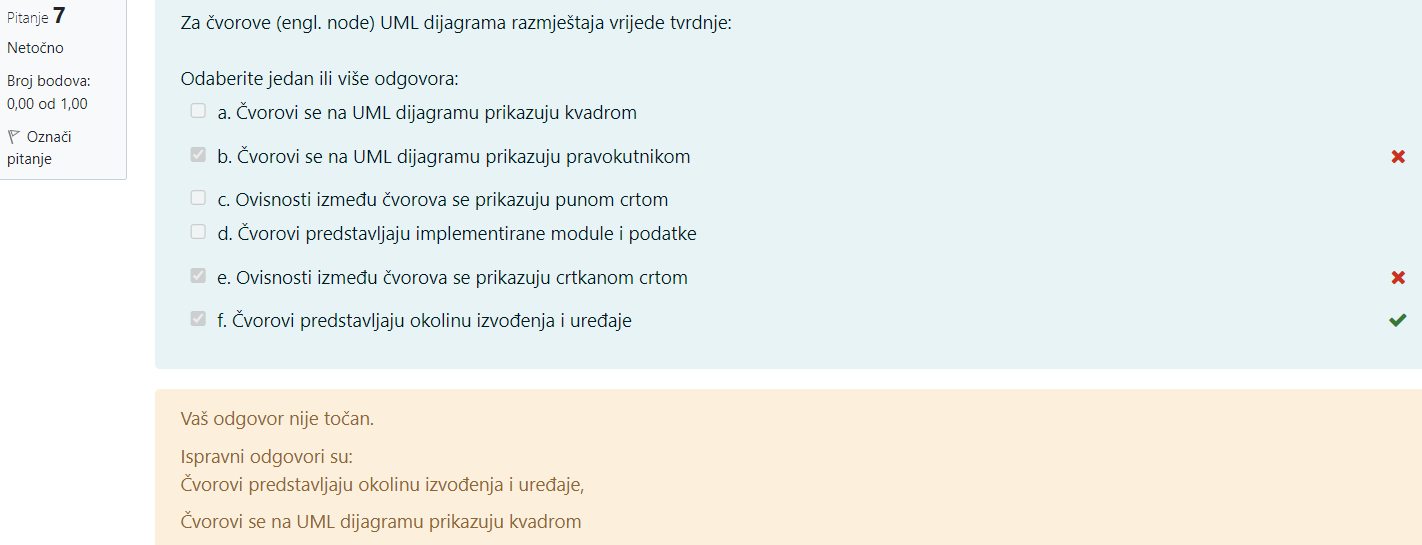 Pitanje 7
Netočno
Broj bodova:
0,00 od 1,00
Označi
pitanje
Za čvorove (engl. node) UML dijagrama razmještaja vrijede tvrdnje:
Odaberite jedan ili više odgovora:
a. Čvorovi se na UML dijagramu prikazuju kvadrom
b. Čvorovi se na UML dijagramu prikazuju pravokutnikom
c. Ovisnosti između čvorova se prikazuju punom crtom
d. Čvorovi predstavljaju implementirane module i podatke
e. Ovisnosti između čvorova se prikazuju crtkanom crtom
f. Čvorovi predstavljaju okolinu izvođenja i uređaje
Vaš odgovor nije točan.
Ispravni odgovori su:
Čvorovi predstavljaju okolinu izvođenja i uređaje,
Čvorovi se na UML dijagramu prikazuju kvadrom